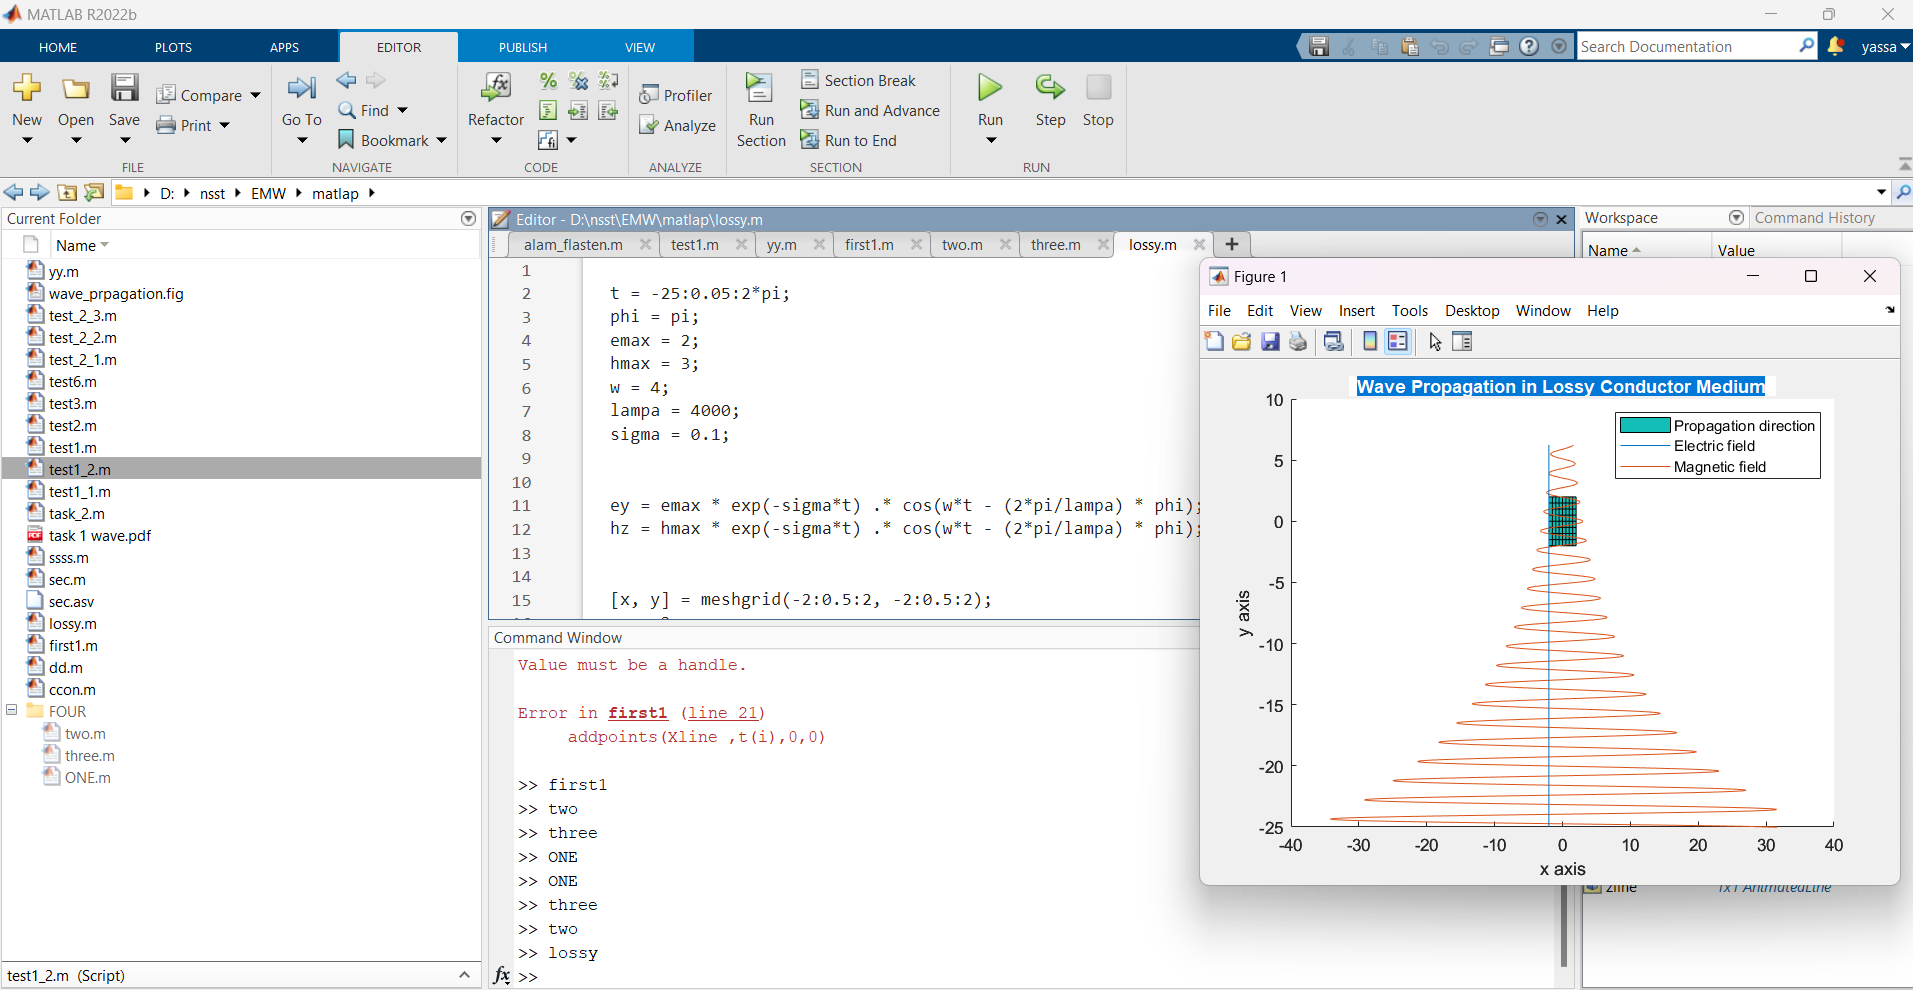 MATLAB R2022b
HOME PLOTS APPS EDITOR PUBLISH VIEW
Search Documentation
yassa
New
Open
Save
Compare
Print
FILE
Go To
Find
Bookmark
NAVIGATE
Refactor
CODE
Profiler
Analyze
ANALYZE
Run Section
Section Break
Run and Advance
Run to End
SECTION
Run
Step
Stop
RUN
D: nsst EMW matlap
Current Folder
Name
yy.m
wave_prpagation.fig
test_2_3.m
test_2_2.m
test_2_1.m
test6.m
test3.m
test2.m
test1.m
test1_2.m
test1_1.m
task_2.m
task 1 wave.pdf
ssss.m
sec.m
sec.asv
lossy.m
first1.m
dd.m
ccon.m
FOUR
two.m
three.m
ONE.m
test1_2.m (Script)
Editor - D:\nsst\EMW\matlap\lossy.m
alam_flasten.m test1.m yy.m first1.m two.m three.m lossy.m
1
2 t = -25:0.05:2*pi;
3 phi = pi;
4 emax = 2;
5 hmax = 3;
6 w = 4;
7 lampa = 4000;
8 sigma = 0.1;
9
10
11 ey = emax * exp(-sigma*t) .* cos(w*t - (2*pi/lampa) * phi);
12 hz = hmax * exp(-sigma*t) .* cos(w*t - (2*pi/lampa) * phi);
13
14
15 [x, y] = meshgrid(-2:0.5:2, -2:0.5:2);
Command Window
Value must be a handle.
Error in first1 (line 21)
addpoints(Xline ,t(i),0,0)
>> first1
>> two
>> three
>> ONE
>> ONE
>> three
>> two
>> lossy
fx >>
Workspace
Command History
Name Value
zline 1x1 AnimatedLine
Figure 1
File Edit View Insert Tools Desktop Window Help
Wave Propagation in Lossy Conductor Medium
Propagation direction
Electric field
Magnetic field
y axis
10
5
0
-5
-10
-15
-20
-25
-40 -30 -20 -10 0 10 20 30 40
x axis